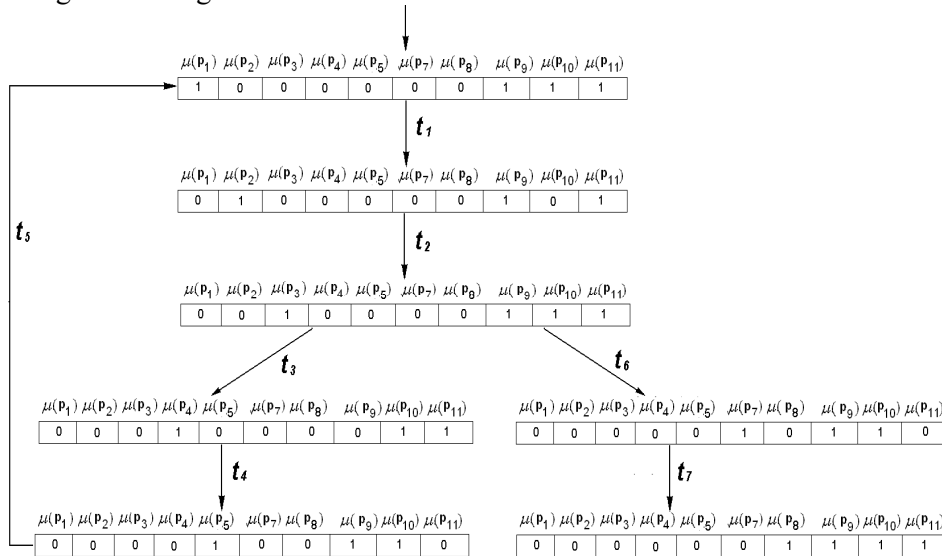 μ(p₁) μ(p₂) μ(p₃) μ(p₄) μ(p₅) μ(p₇) μ(p₈) μ(p₉) μ(p₁₀) μ(p₁₁)
1 0 0 0 0 0 0 1 1 1
t₁
μ(p₁) μ(p₂) μ(p₃) μ(p₄) μ(p₅) μ(p₇) μ(p₈) μ(p₉) μ(p₁₀) μ(p₁₁)
0 1 0 0 0 0 0 1 0 1
t₅ t₂
μ(p₁) μ(p₂) μ(p₃) μ(p₄) μ(p₅) μ(p₇) μ(p₈) μ(p₉) μ(p₁₀) μ(p₁₁)
0 0 1 0 0 0 0 1 1 1
t₃ t₆
μ(p₁) μ(p₂) μ(p₃) μ(p₄) μ(p₅) μ(p₇) μ(p₈) μ(p₉) μ(p₁₀) μ(p₁₁) μ(p₁) μ(p₂) μ(p₃) μ(p₄) μ(p₅) μ(p₇) μ(p₈) μ(p₉) μ(p₁₀) μ(p₁₁)
0 0 0 1 0 0 0 0 1 1 0 0 0 0 0 1 0 1 1 0
t₄ t₇
μ(p₁) μ(p₂) μ(p₃) μ(p₄) μ(p₅) μ(p₇) μ(p₈) μ(p₉) μ(p₁₀) μ(p₁₁) μ(p₁) μ(p₂) μ(p₃) μ(p₄) μ(p₅) μ(p₇) μ(p₈) μ(p₉) μ(p₁₀) μ(p₁₁)
0 0 0 0 1 0 0 1 1 0 0 0 0 0 0 0 1 1 1 1